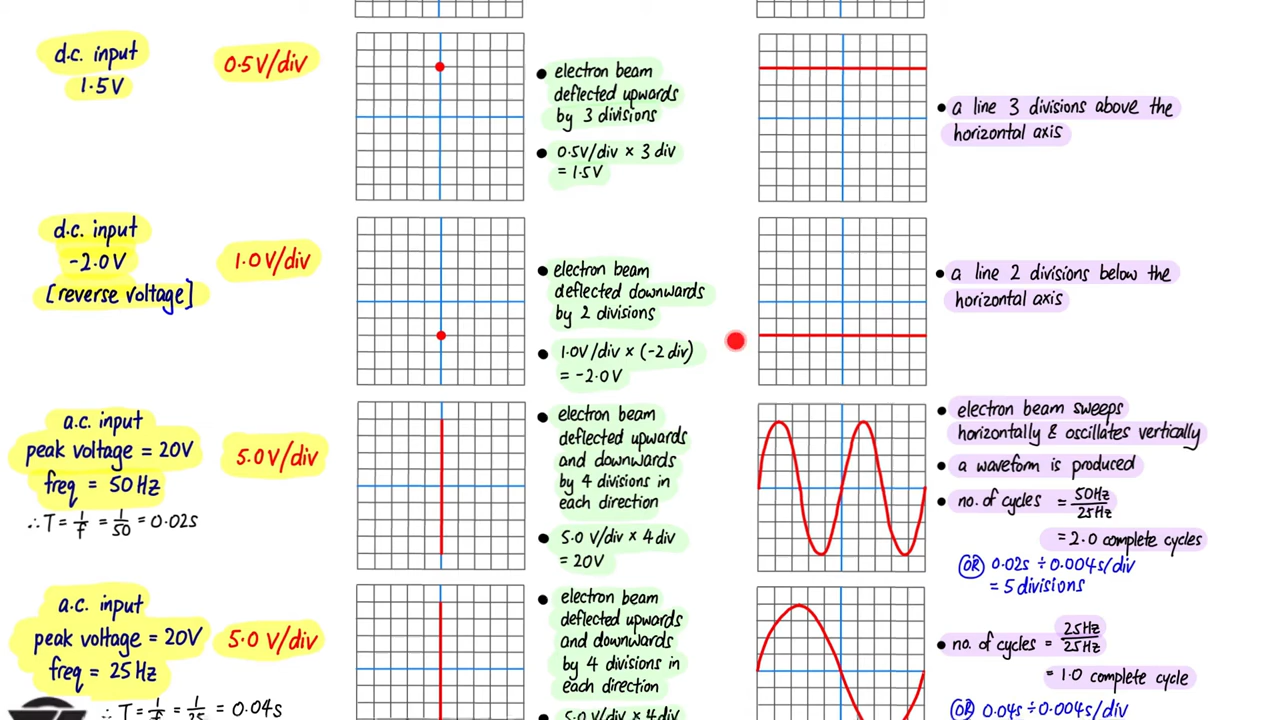 d.c. input
1.5V
0.5V/div
• electron beam
deflected upwards
by 3 divisions
• 0.5V/div × 3 div
= 1.5V
• a line 3 divisions above the
horizontal axis
d.c. input
-2.0V
[reverse voltage]
1.0V/div
• electron beam
deflected downwards
by 2 divisions
• 1.0V/div × (-2 div)
= -2.0V
• a line 2 divisions below the
horizontal axis
a.c. input
peak voltage = 20V
freq = 50Hz
∴ T = 1/f = 1/50 = 0.02s
5.0V/div
• electron beam
deflected upwards
and downwards
by 4 divisions in
each direction
• 5.0 V/div × 4 div
= 20V
• electron beam sweeps
horizontally & oscillates vertically
• a waveform is produced
• no. of cycles = 50Hz/25Hz
= 2.0 complete cycles
OR 0.02s ÷ 0.004s/div
= 5 divisions
a.c. input
peak voltage = 20V
freq = 25Hz
∴ T = 1/f = 1/25 = 0.04s
5.0 V/div
• electron beam
deflected upwards
and downwards
by 4 divisions in
each direction
• 5.0 V/div × 4 div
• no. of cycles = 25Hz/25Hz
= 1.0 complete cycle
OR 0.04s ÷ 0.004s/div